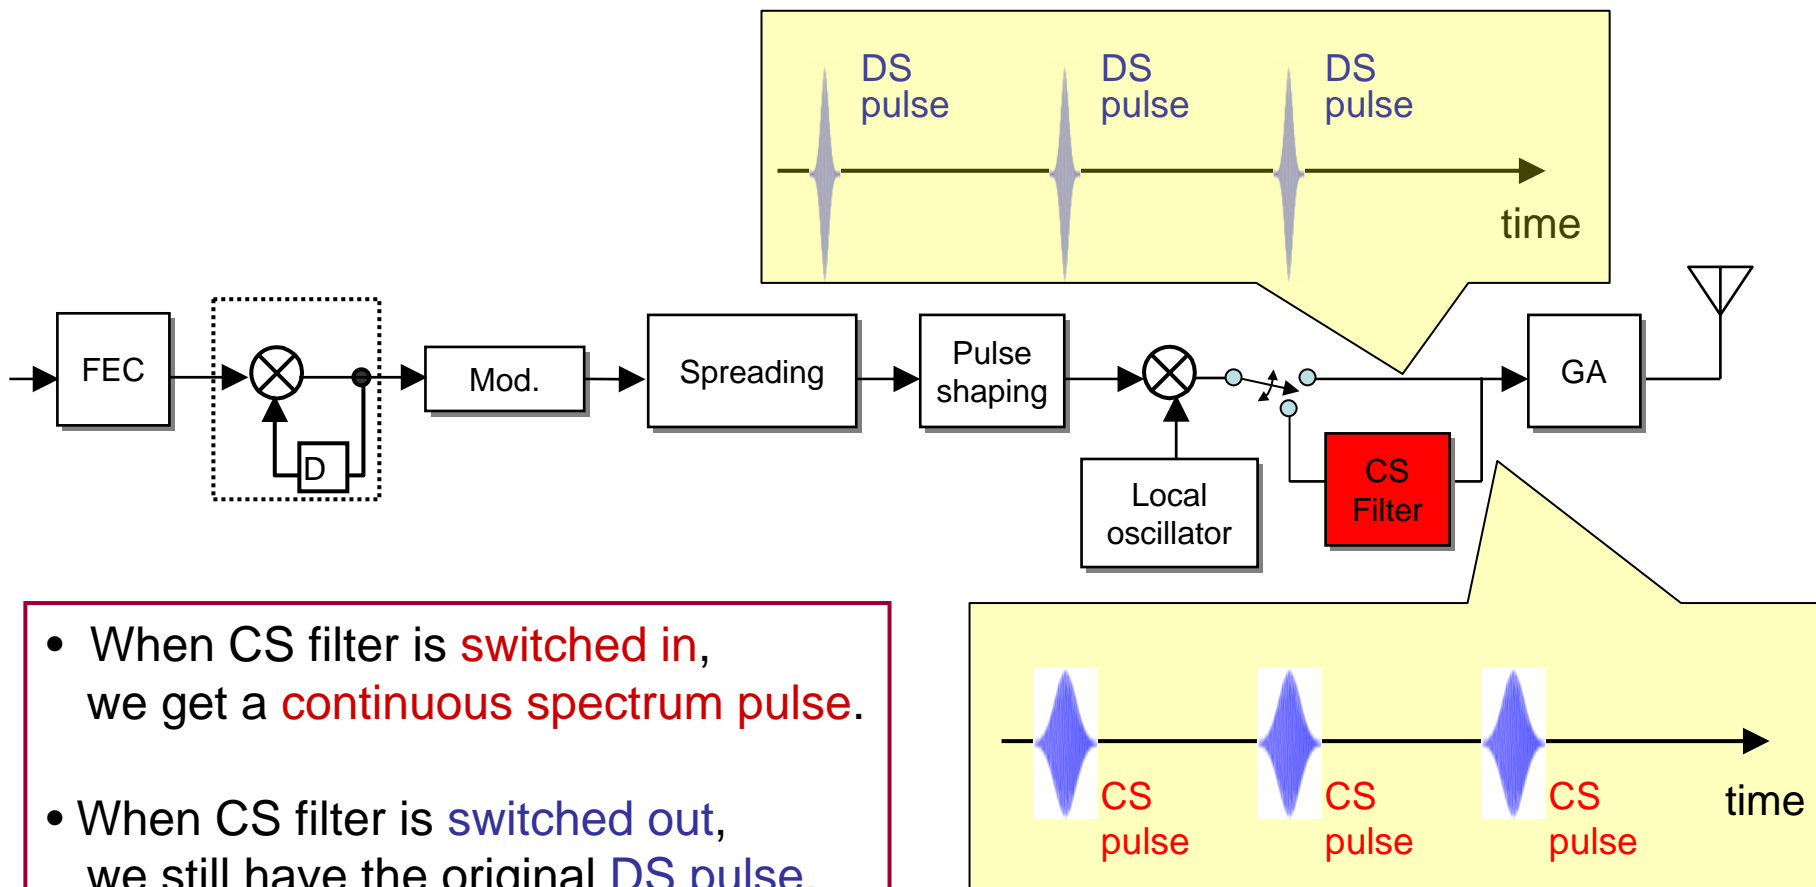 DS
pulse
DS
pulse
DS
pulse
time
FEC
D
Mod.
Spreading
Pulse
shaping
Local
oscillator
CS
Filter
GA
• When CS filter is switched in,
we get a continuous spectrum pulse.
• When CS filter is switched out,
we still have the original DS pulse.
CS
pulse
CS
pulse
CS
pulse
time